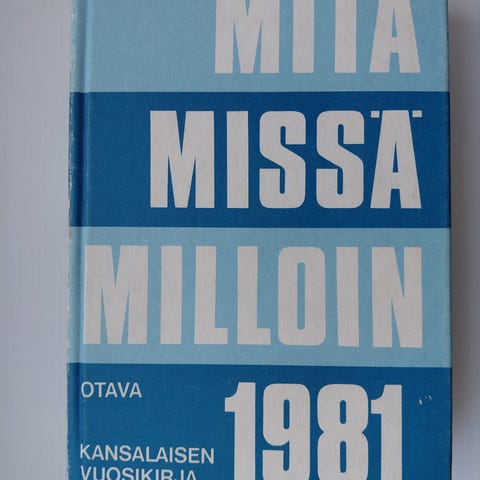 MITÄ
MISSÄ
MILLOIN
OTAVA
1981
KANSALAISEN
VUOSIKIRJA